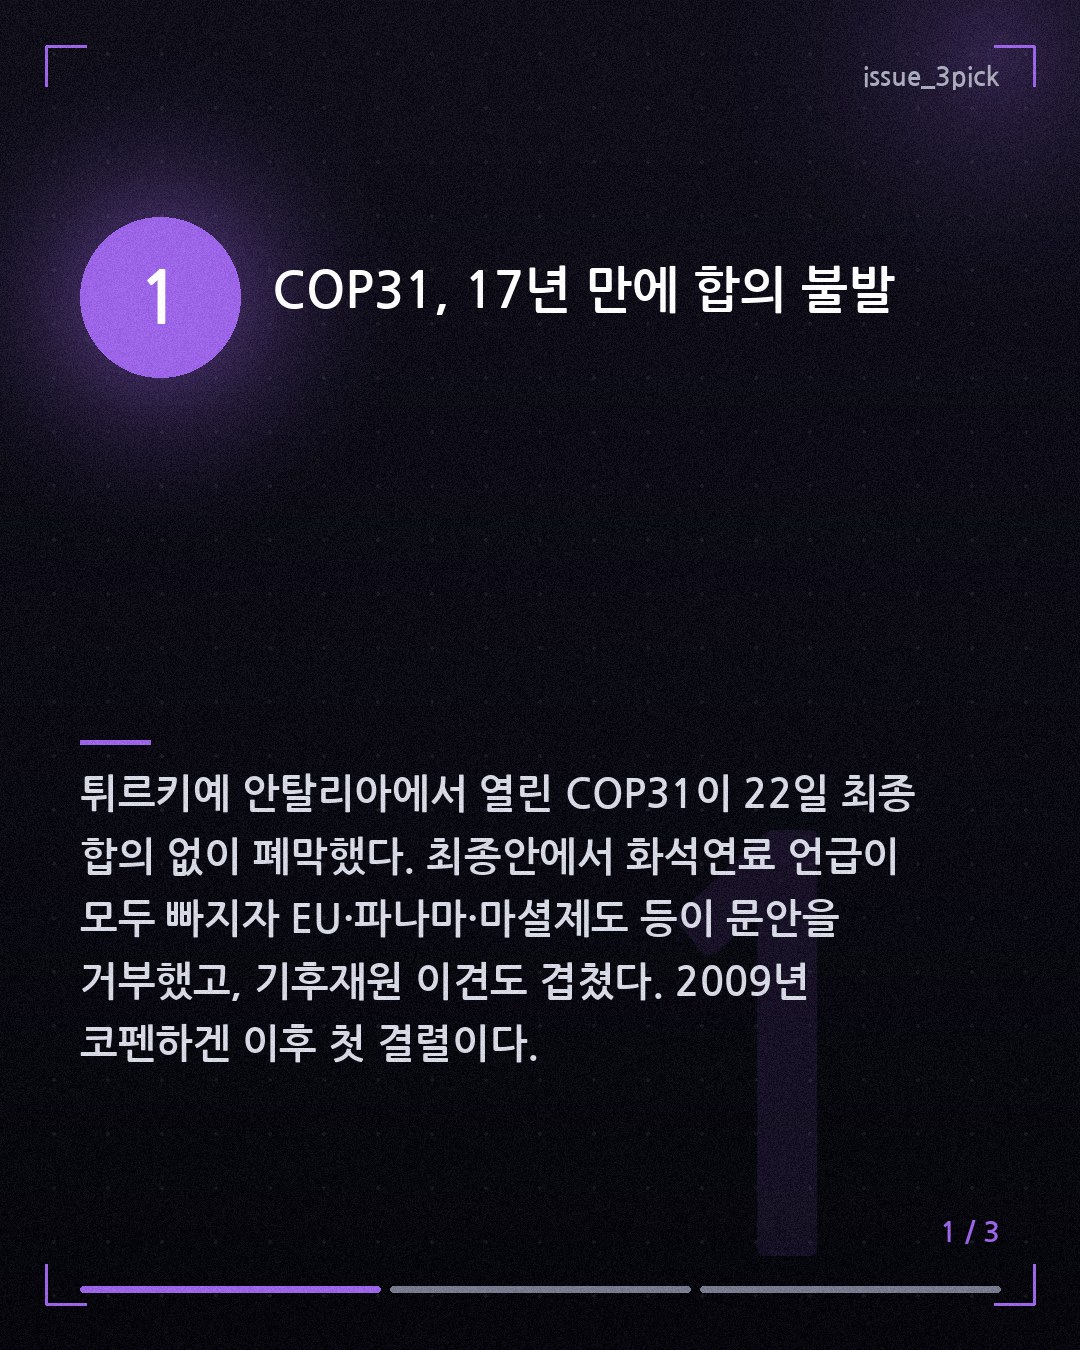 issue_3pick
1
COP31, 17년 만에 합의 불발
튀르키예 안탈리아에서 열린 COP31이 22일 최종
합의 없이 폐막했다. 최종안에서 화석연료 언급이
모두 빠지자 EU·파나마·마셜제도 등이 문안을
거부했고, 기후재원 이견도 겹쳤다. 2009년
코펜하겐 이후 첫 결렬이다.
1
1 / 3